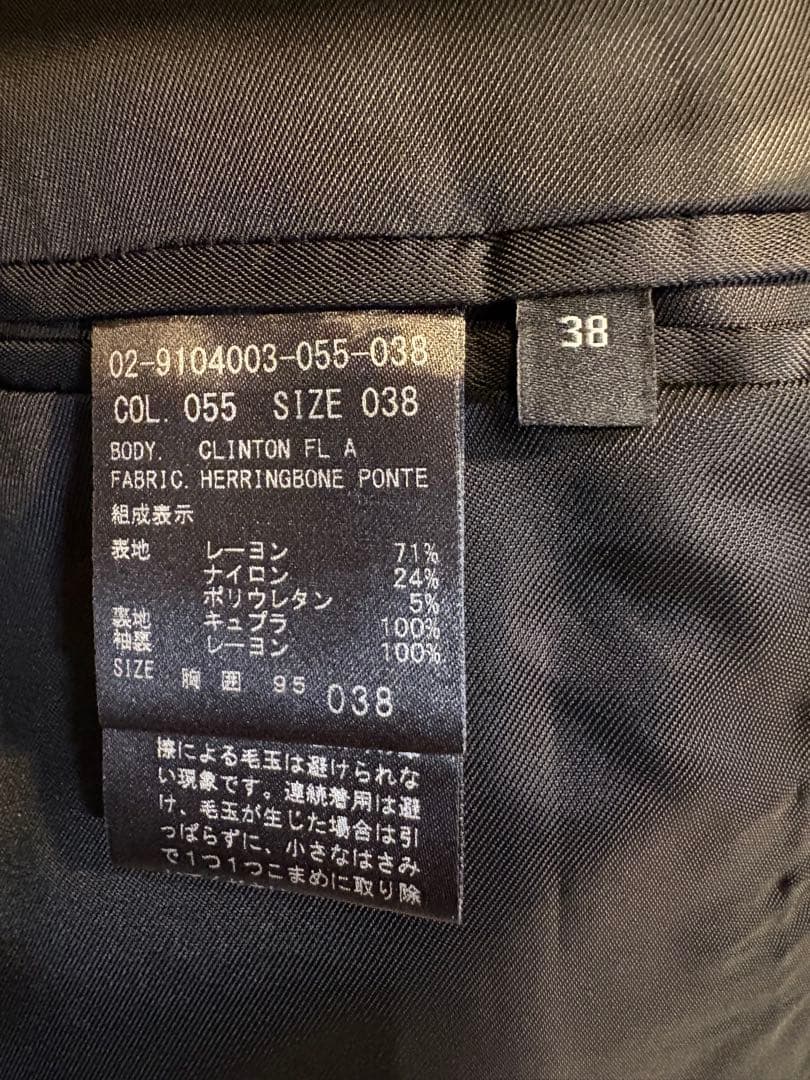 38
02-9104003-055-038
COL. 055 SIZE 038
BODY. CLINTON FL A
FABRIC. HERRINGBONE PONTE
組成表示
表地 レーヨン 71%
ナイロン 24%
ポリウレタン 5%
裏地 キュプラ 100%
袖裏 レーヨン 100%
SIZE 胸囲 95 038
擦による毛玉は避けられな
い現象です。連続着用は避
け、毛玉が生じた場合は引
っぱらずに、小さなはさみ
で1つ1つこまめに取り除